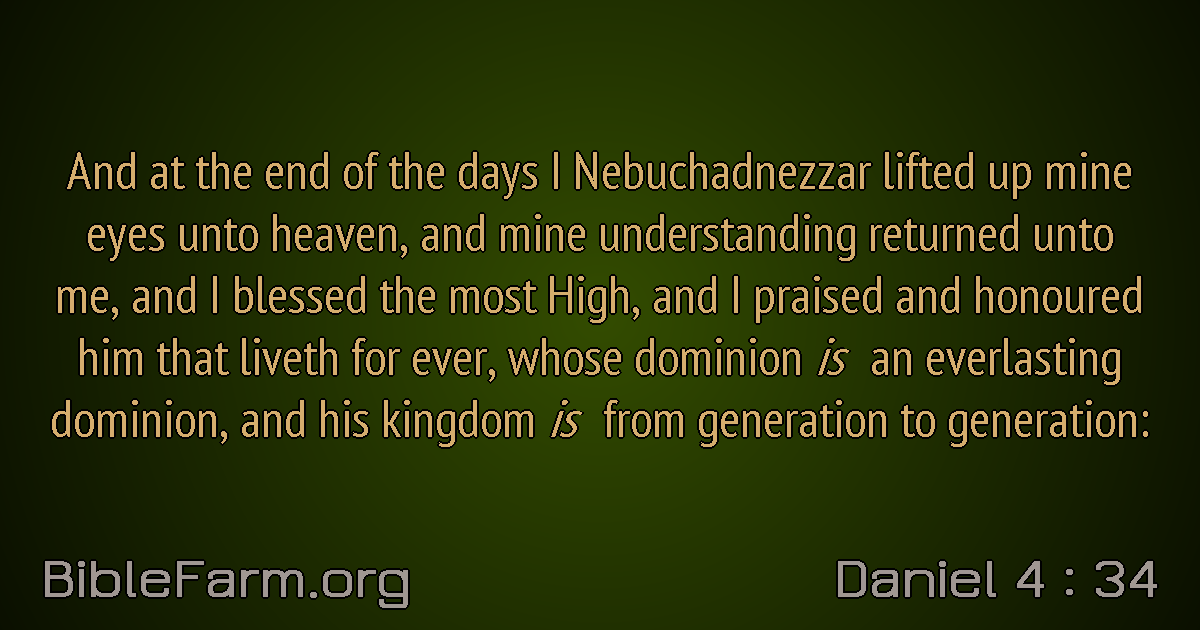 And at the end of the days I Nebuchadnezzar lifted up mine
eyes unto heaven, and mine understanding returned unto
me, and I blessed the most High, and I praised and honoured
him that liveth for ever, whose dominion is an everlasting
dominion, and his kingdom is from generation to generation:
BibleFarm.org
Daniel 4 : 34